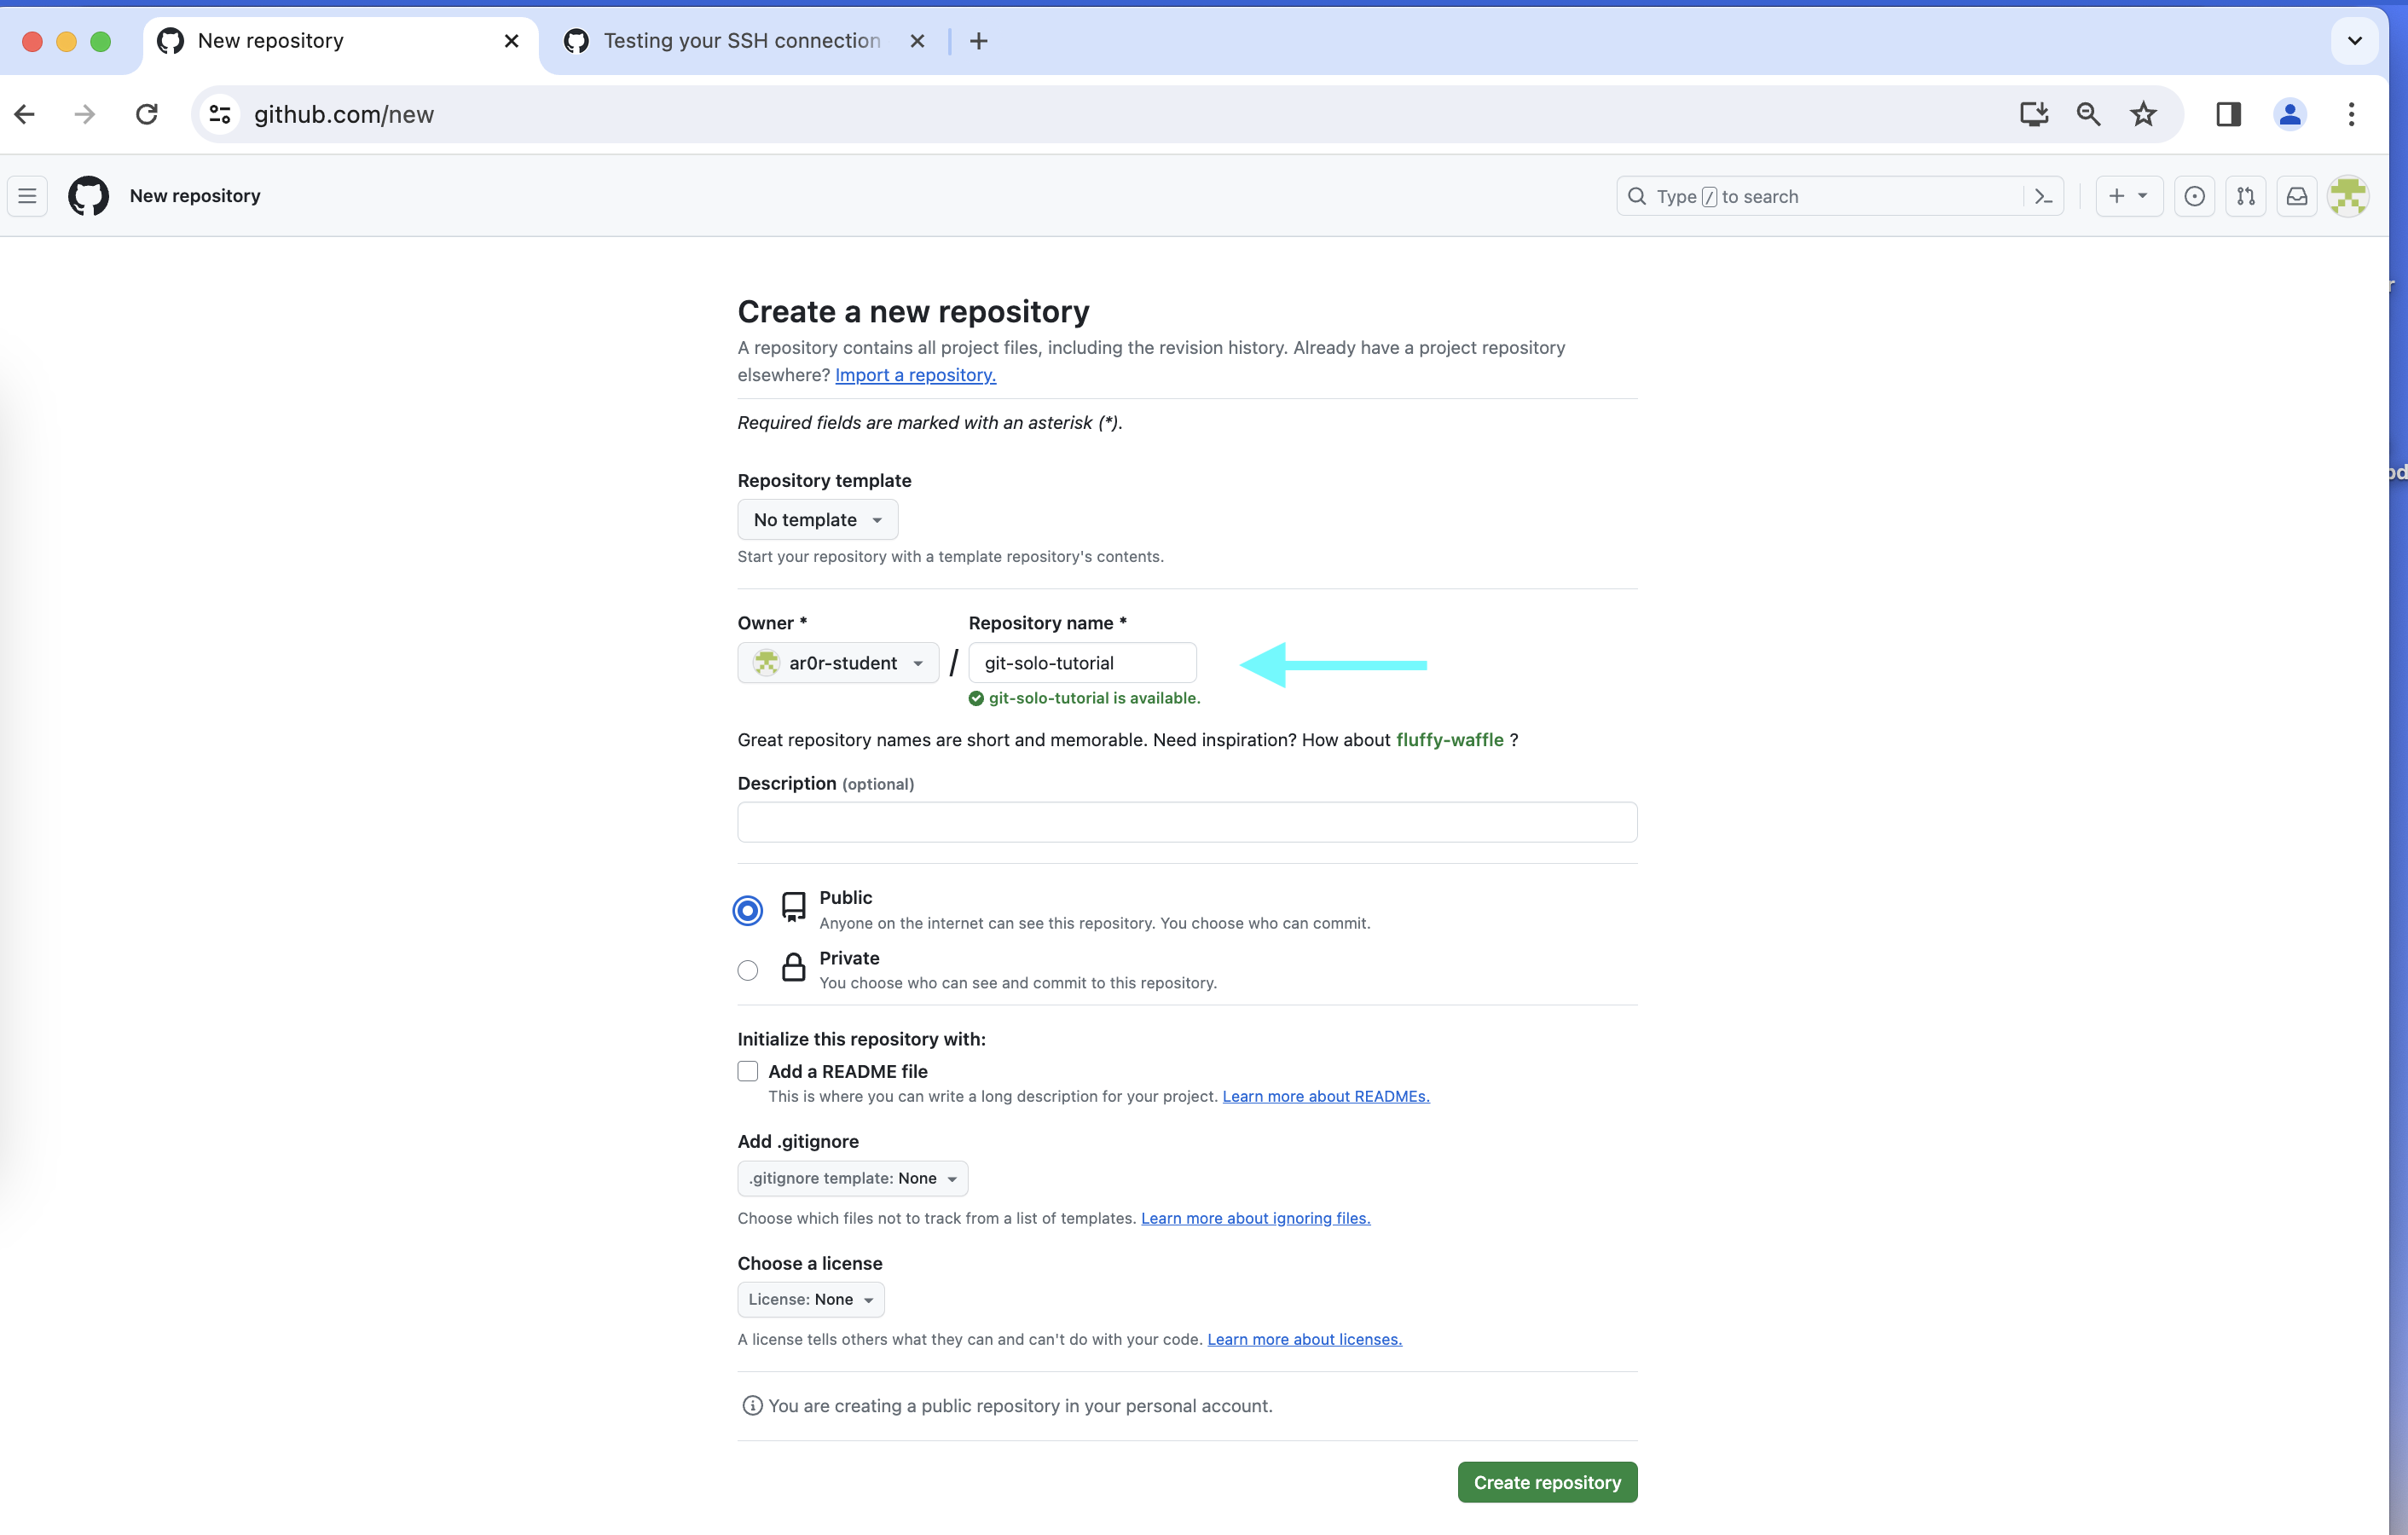 New repository
Testing your SSH connection
github.com/new
New repository
Type / to search
Create a new repository
A repository contains all project files, including the revision history. Already have a project repository
elsewhere? Import a repository.
Required fields are marked with an asterisk (*).
Repository template
No template
Start your repository with a template repository's contents.
Owner * Repository name *
ar0r-student / git-solo-tutorial
git-solo-tutorial is available.
Great repository names are short and memorable. Need inspiration? How about fluffy-waffle ?
Description (optional)
Public
Anyone on the internet can see this repository. You choose who can commit.
Private
You choose who can see and commit to this repository.
Initialize this repository with:
Add a README file
This is where you can write a long description for your project. Learn more about READMEs.
Add .gitignore
.gitignore template: None
Choose which files not to track from a list of templates. Learn more about ignoring files.
Choose a license
License: None
A license tells others what they can and can't do with your code. Learn more about licenses.
You are creating a public repository in your personal account.
Create repository